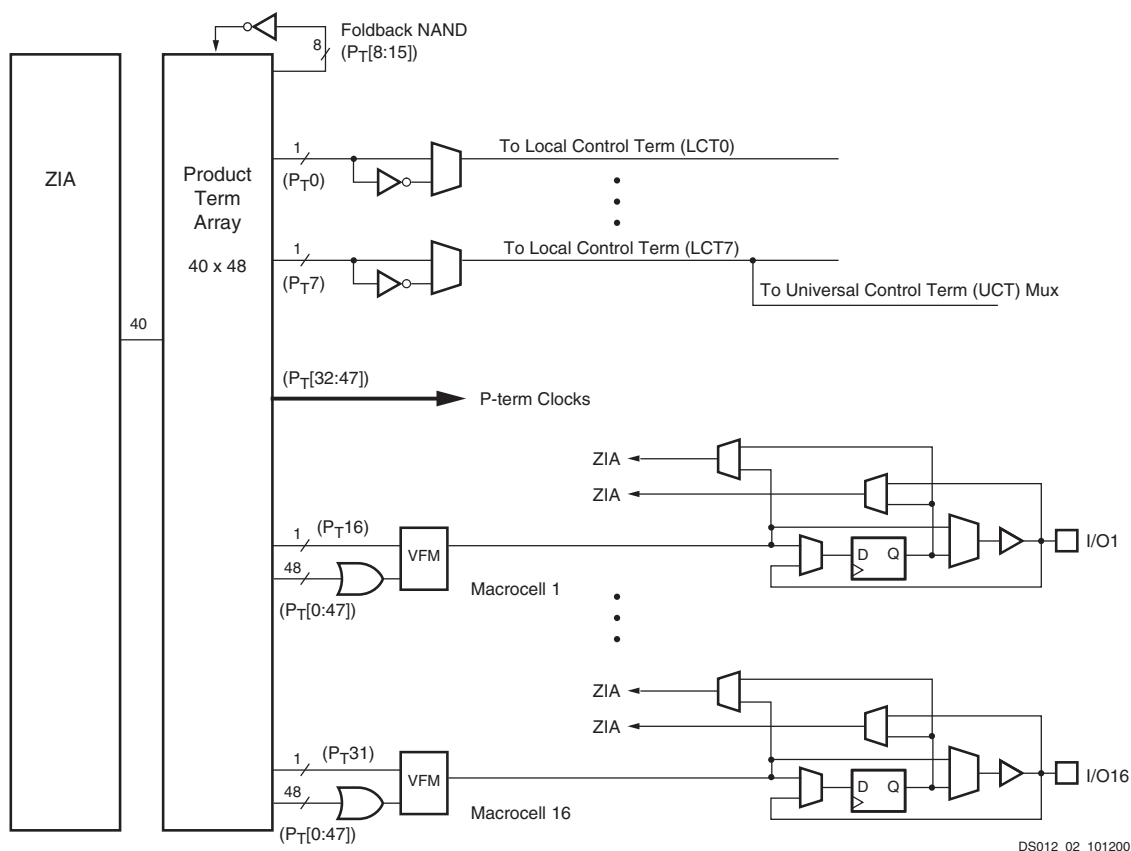 Foldback NAND
8
(PT[8:15])
ZIA
Product
Term
Array
40 x 48
40
1
(PT0)
To Local Control Term (LCT0)
1
(PT7)
To Local Control Term (LCT7)
To Universal Control Term (UCT) Mux
(PT[32:47])
P-term Clocks
ZIA
ZIA
1
(PT16)
48
(PT[0:47])
VFM
Macrocell 1
D Q
I/O1
ZIA
ZIA
1
(PT31)
48
(PT[0:47])
VFM
Macrocell 16
D Q
I/O16
DS012_02_101200